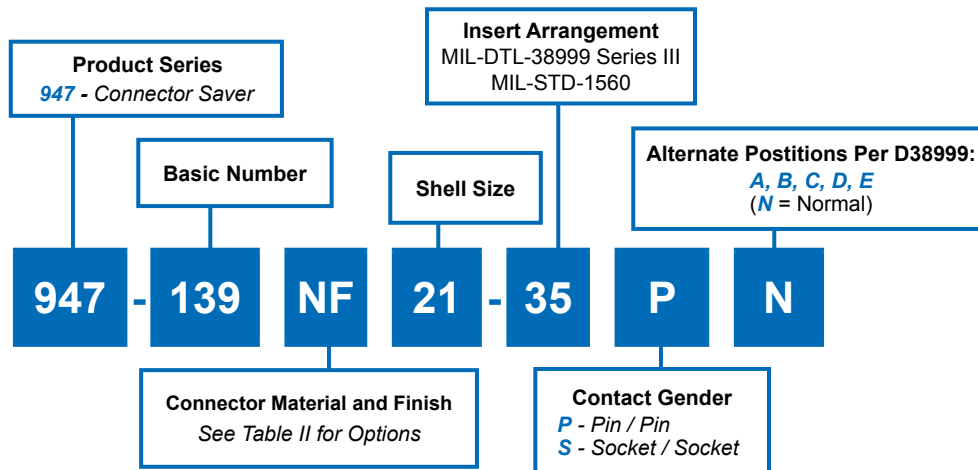 Insert Arrangement
MIL-DTL-38999 Series III
MIL-STD-1560
Product Series
947 - Connector Saver
Basic Number
Shell Size
Alternate Postitions Per D38999:
A, B, C, D, E
(N = Normal)
947 - 139 NF 21 - 35 P N
Connector Material and Finish
See Table II for Options
Contact Gender
P - Pin / Pin
S - Socket / Socket